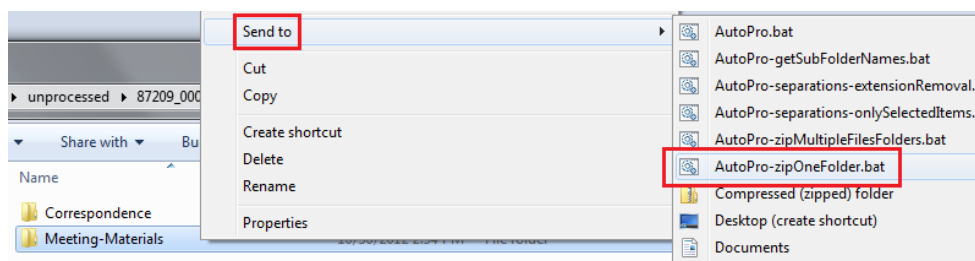 Send to
Cut
Copy
Create shortcut
Delete
Rename
Properties
unprocessed 87209_000
Share with Bu
Name
Correspondence
Meeting-Materials
AutoPro.bat
AutoPro-getSubFolderNames.bat
AutoPro-separations-extensionRemoval.
AutoPro-separations-onlySelectedItems.
AutoPro-zipMultipleFilesFolders.bat
AutoPro-zipOneFolder.bat
Compressed (zipped) folder
Desktop (create shortcut)
Documents